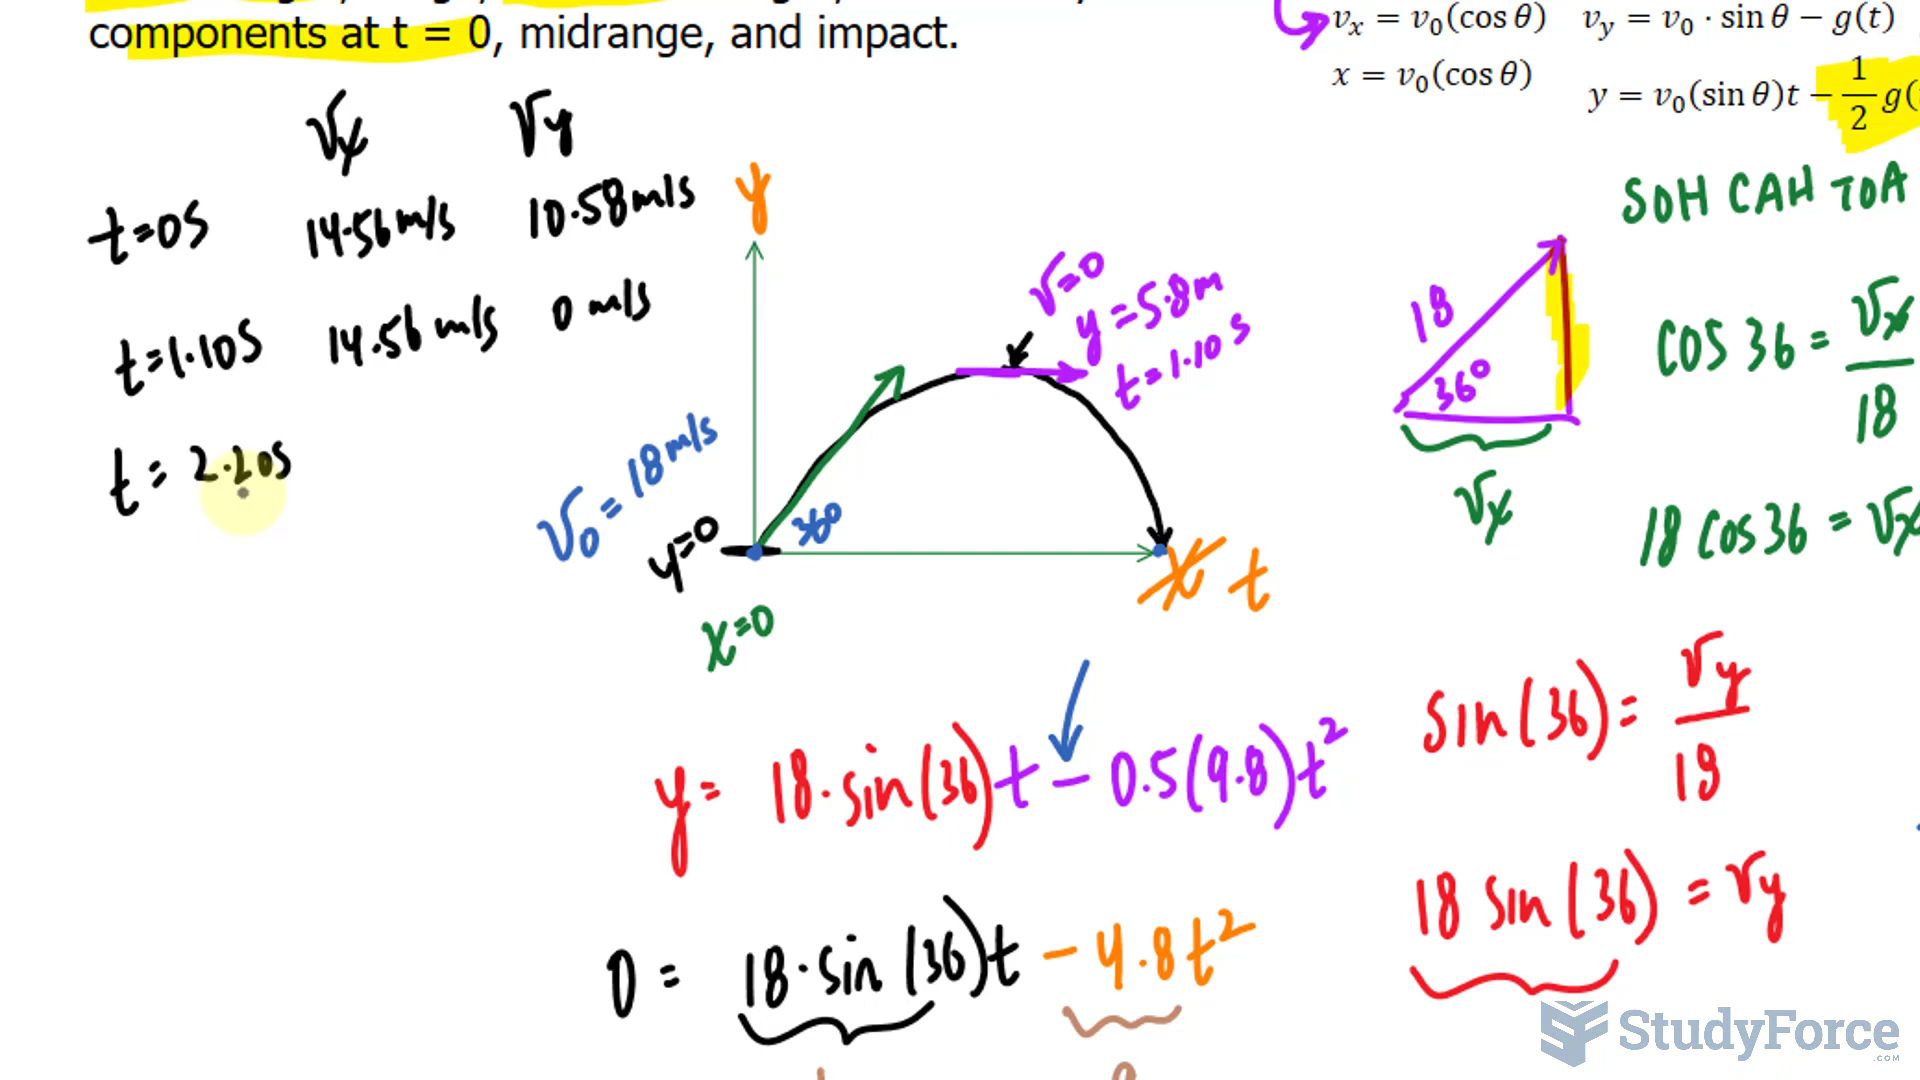 components at t = 0, midrange, and impact.
vₓ = v₀(cos θ)  v_y = v₀ · sin θ − g(t)
x = v₀(cos θ)  y = v₀(sin θ)t − 1/2 g(
Vx  Vy
t=0s  14.56m/s  10.58m/s
t=1.10s  14.56m/s  0 m/s
t= 2.20s
y
v=0
y=5.8m
t=1.10s
V₀=18m/s
36°
y=0
x=0
x t
SOH CAH TOA
18
36°
Vx
COS 36 = Vx/18
18 COS 36 = Vx
sin(36)= Vy/18
18 sin(36) = Vy
y= 18·sin(36)t − 0.5(9.8)t²
0 = 18·sin(36)t − 4.8t²
StudyForce
.COM